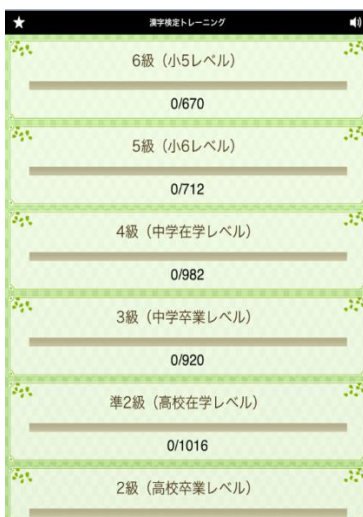 漢字検定トレーニング
6級（小5レベル）
0/670
5級（小6レベル）
0/712
4級（中学在学レベル）
0/982
3級（中学卒業レベル）
0/920
準2級（高校在学レベル）
0/1016
2級（高校卒業レベル）